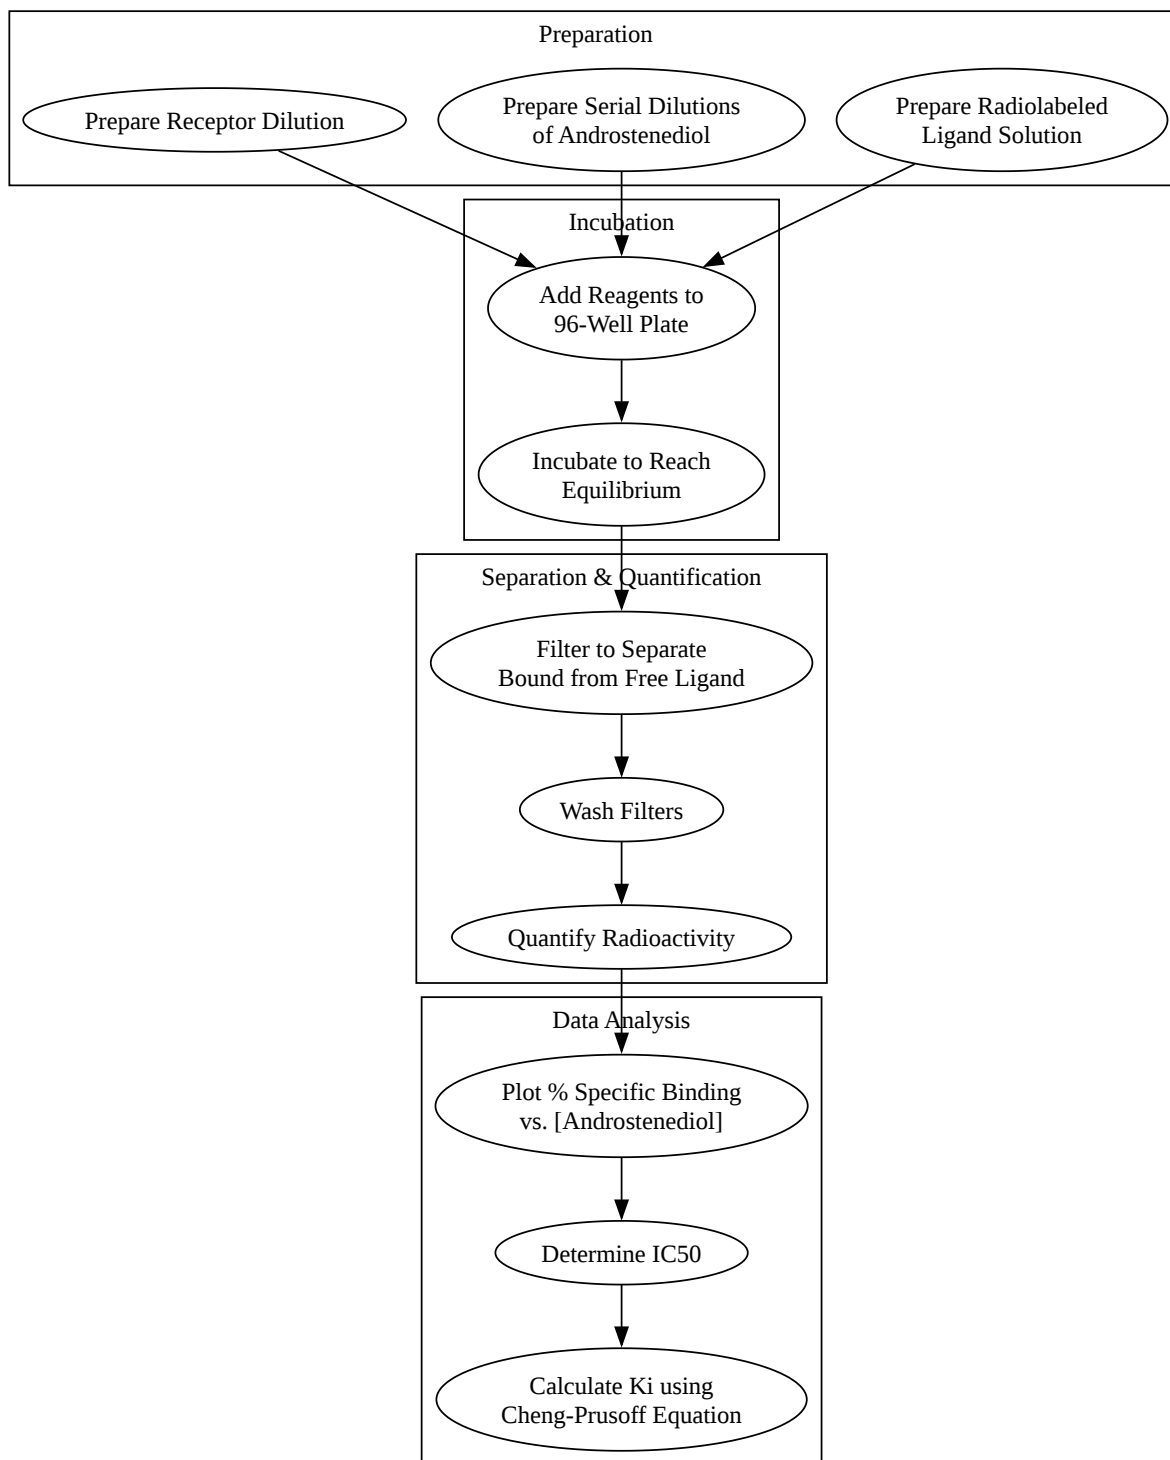 Preparation
Prepare Receptor Dilution
Prepare Serial Dilutions
of Androstenediol
Prepare Radiolabeled
Ligand Solution
Incubation
Add Reagents to
96-Well Plate
Incubate to Reach
Equilibrium
Separation & Quantification
Filter to Separate
Bound from Free Ligand
Wash Filters
Quantify Radioactivity
Data Analysis
Plot % Specific Binding
vs. [Androstenediol]
Determine IC50
Calculate Ki using
Cheng-Prusoff Equation